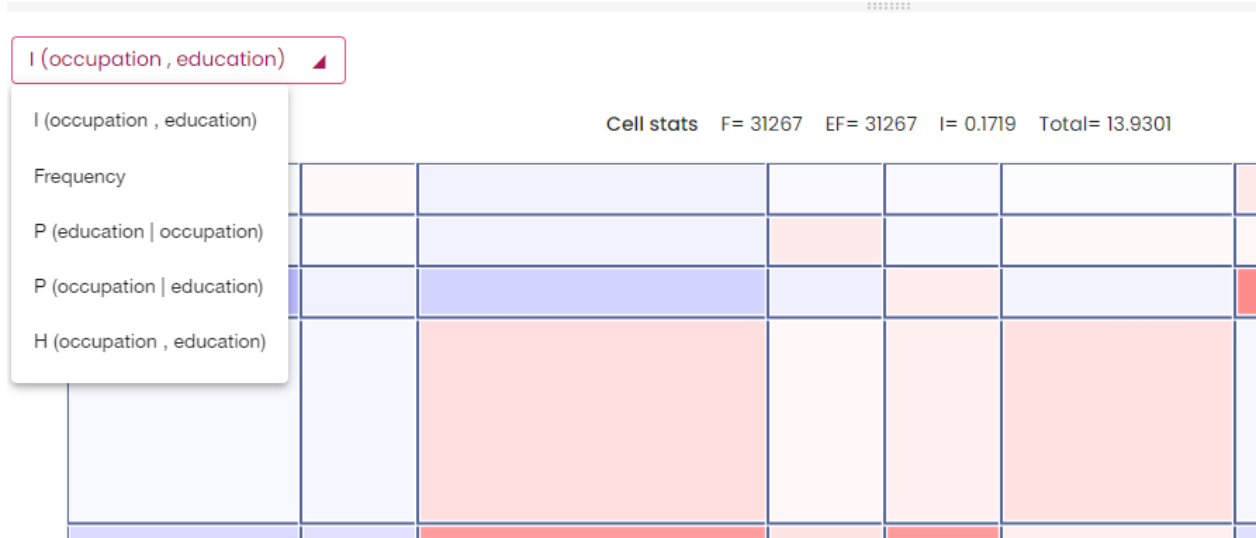 I (occupation , education)
I (occupation , education)
Cell stats F= 31267 EF= 31267 I= 0.1719 Total= 13.9301
Frequency
P (education | occupation)
P (occupation | education)
H (occupation , education)